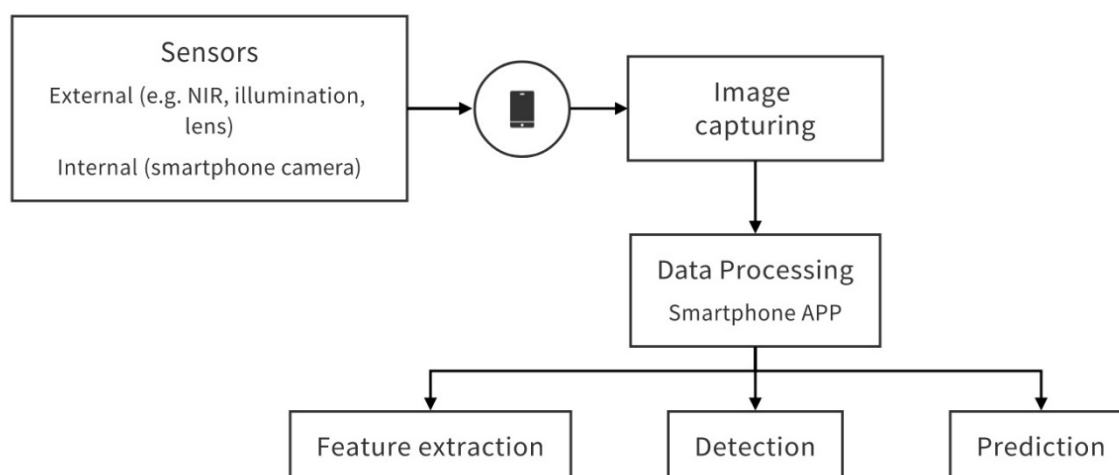 Sensors
External (e.g. NIR, illumination,
lens)
Internal (smartphone camera)
Image
capturing
Data Processing
Smartphone APP
Feature extraction
Detection
Prediction